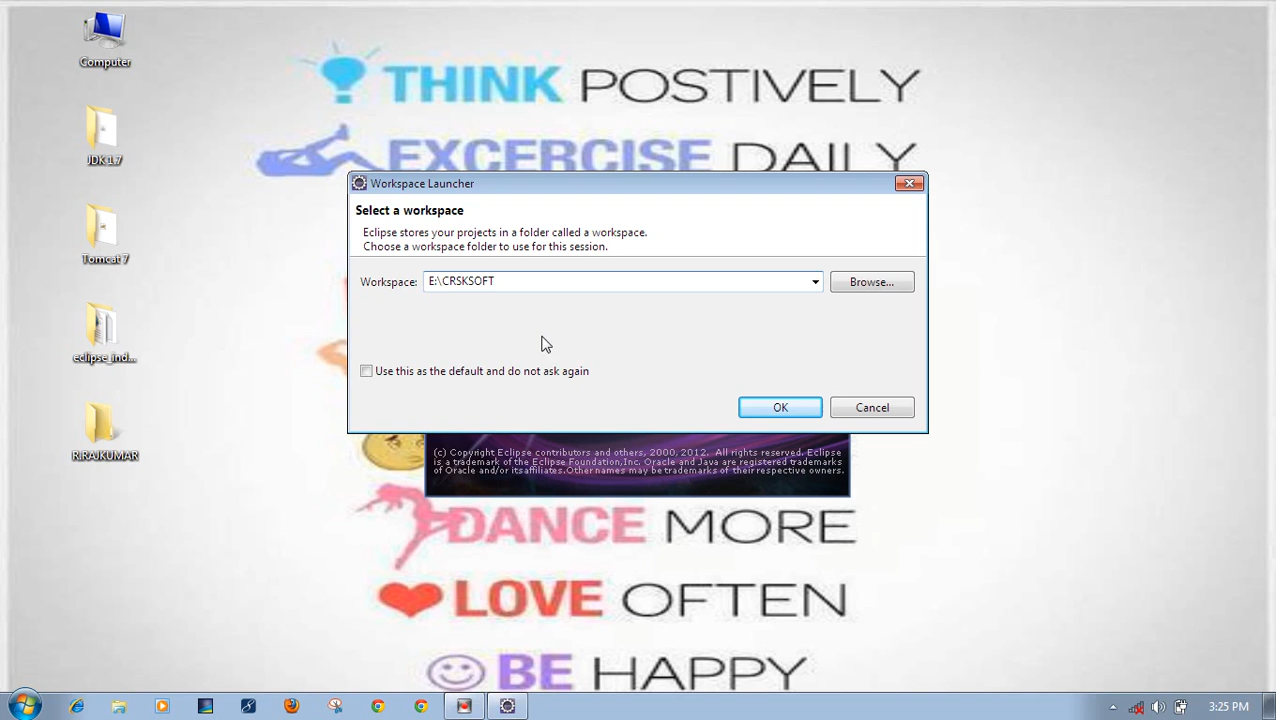 Computer
JDK 1.7
Tomcat 7
eclipse_ind...
R.RAJKUMAR
THINK POSTIVELY
EXCERCISE DAILY
Workspace Launcher
Select a workspace
Eclipse stores your projects in a folder called a workspace.
Choose a workspace folder to use for this session.
Workspace: E:\CRSKSOFT Browse...
Use this as the default and do not ask again
OK Cancel
(c) Copyright Eclipse contributors and others, 2000, 2012. All rights reserved. Eclipse
is a trademark of the Eclipse Foundation,Inc. Oracle and Java are registered trademarks
of Oracle and/or itsaffiliates.Other names may be trademarks of their respective owners.
DANCE MORE
LOVE OFTEN
BE HAPPY
3:25 PM